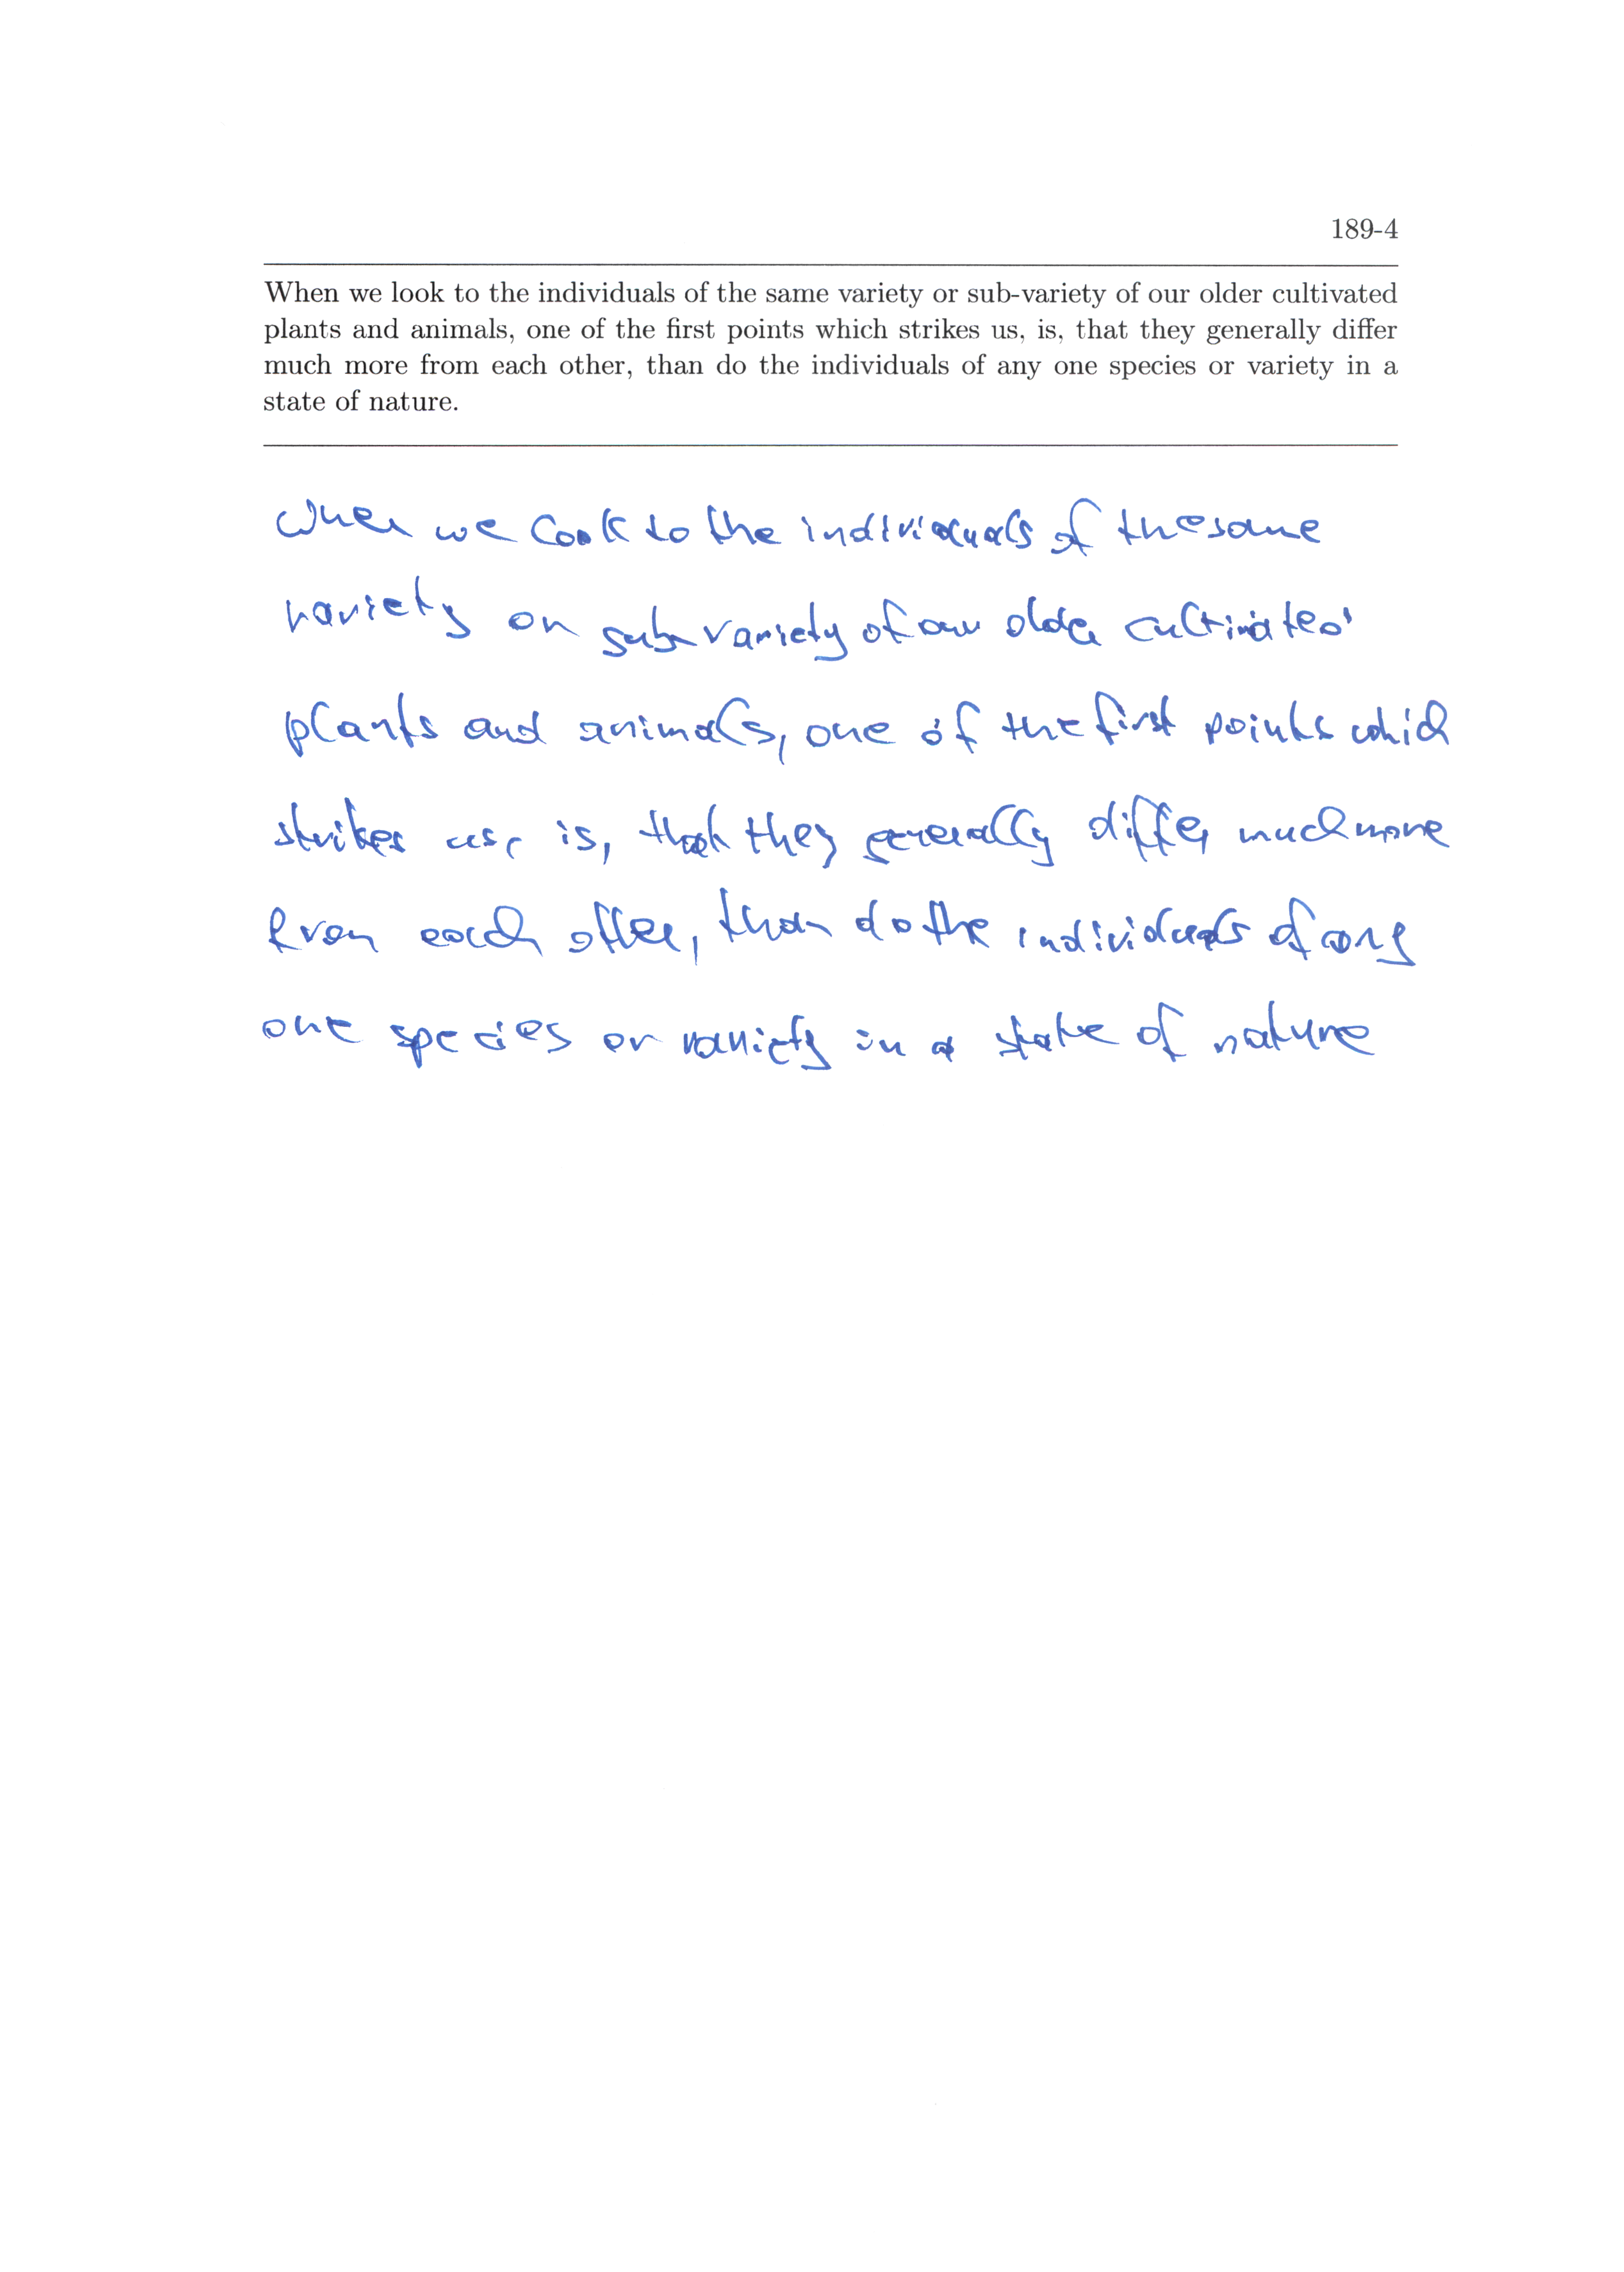 189-4
When we look to the individuals of the same variety or sub-variety of our older cultivated
plants and animals, one of the first points which strikes us, is, that they generally differ
much more from each other, than do the individuals of any one species or variety in a
state of nature.
When we look to the individuals of the same
variety or sub-variety of our older cultivated
plants and animals, one of the first points which
strikes us, is, that they generally differ much more
from each other, than do the individuals of any
one species or variety in a state of nature